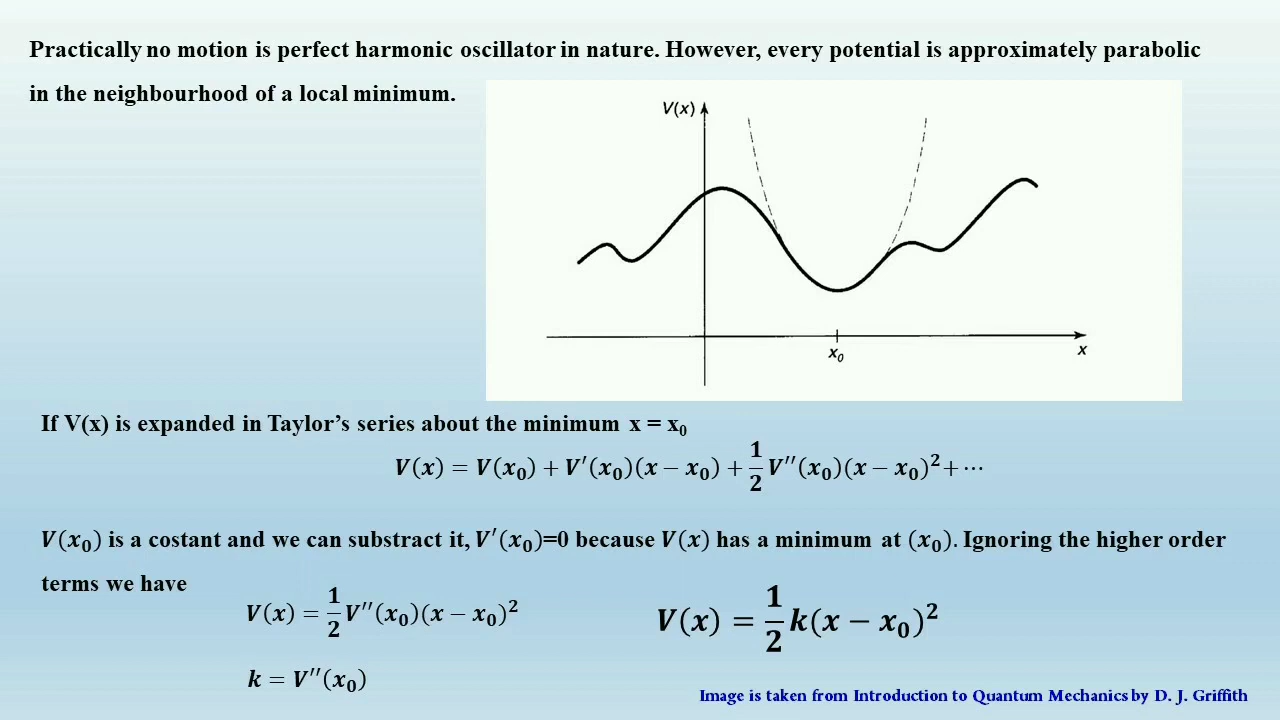 Practically no motion is perfect harmonic oscillator in nature. However, every potential is approximately parabolic
in the neighbourhood of a local minimum.
V(x)
x₀
x
If V(x) is expanded in Taylor’s series about the minimum x = x₀
V(x) = V(x₀) + V′(x₀)(x − x₀) + 1/2 V′′(x₀)(x − x₀)² + ⋯
V(x₀) is a costant and we can substract it, V′(x₀)=0 because V(x) has a minimum at (x₀). Ignoring the higher order
terms we have
V(x) = 1/2 V′′(x₀)(x − x₀)²
V(x) = 1/2 k(x − x₀)²
k = V′′(x₀)
Image is taken from Introduction to Quantum Mechanics by D. J. Griffith